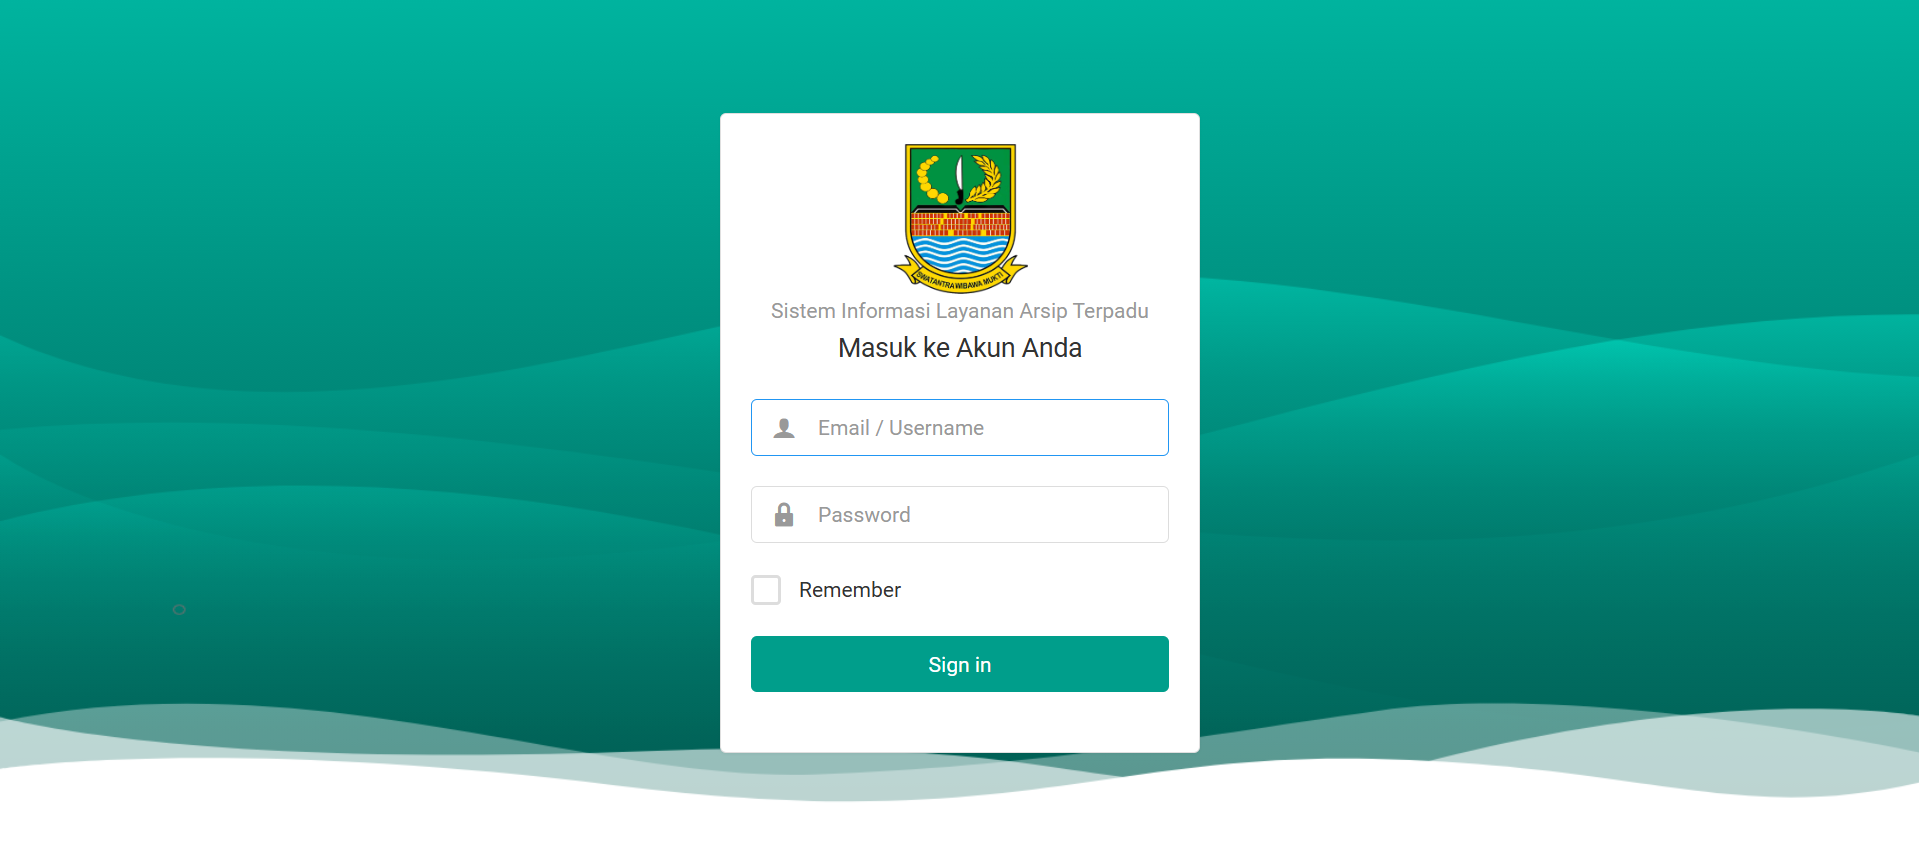 SWATANTRA WIBAWA MUKTI
Sistem Informasi Layanan Arsip Terpadu
Masuk ke Akun Anda
Email / Username
Password
Remember
Sign in